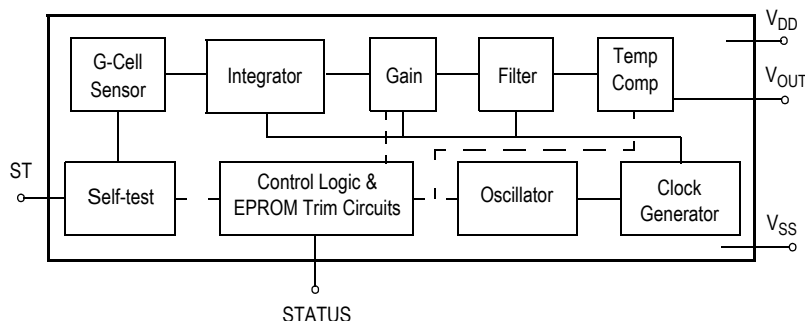 V_DD
G-Cell
Sensor
Integrator
Gain
Filter
Temp
Comp
V_OUT
ST
Self-test
Control Logic &
EPROM Trim Circuits
Oscillator
Clock
Generator
V_SS
STATUS